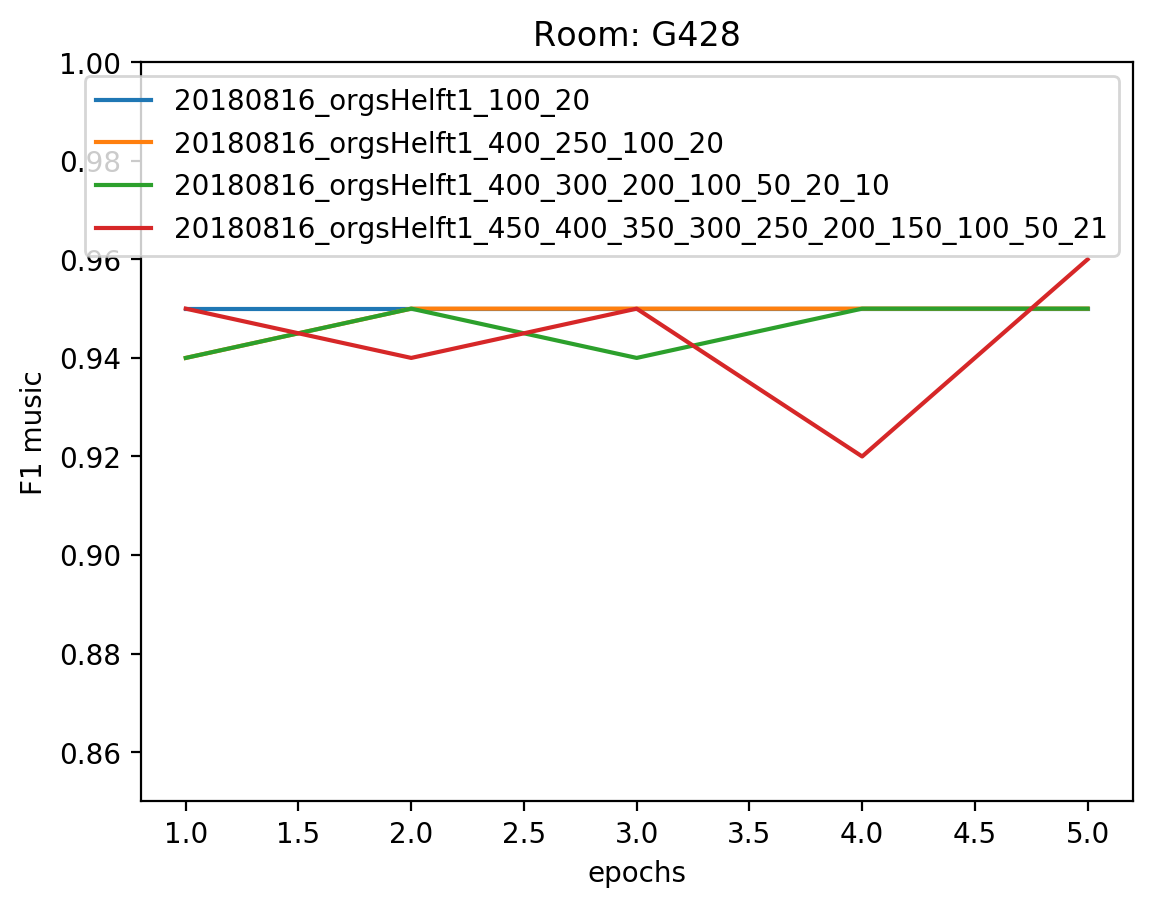 Room: G428
1.00
20180816_orgsHelft1_100_20
20180816_orgsHelft1_400_250_100_20
0.98
20180816_orgsHelft1_400_300_200_100_50_20_10
20180816_orgsHelft1_450_400_350_300_250_200_150_100_50_21
0.96
0.94
F1 music
0.92
0.90
0.88
0.86
1.0 1.5 2.0 2.5 3.0 3.5 4.0 4.5 5.0
epochs